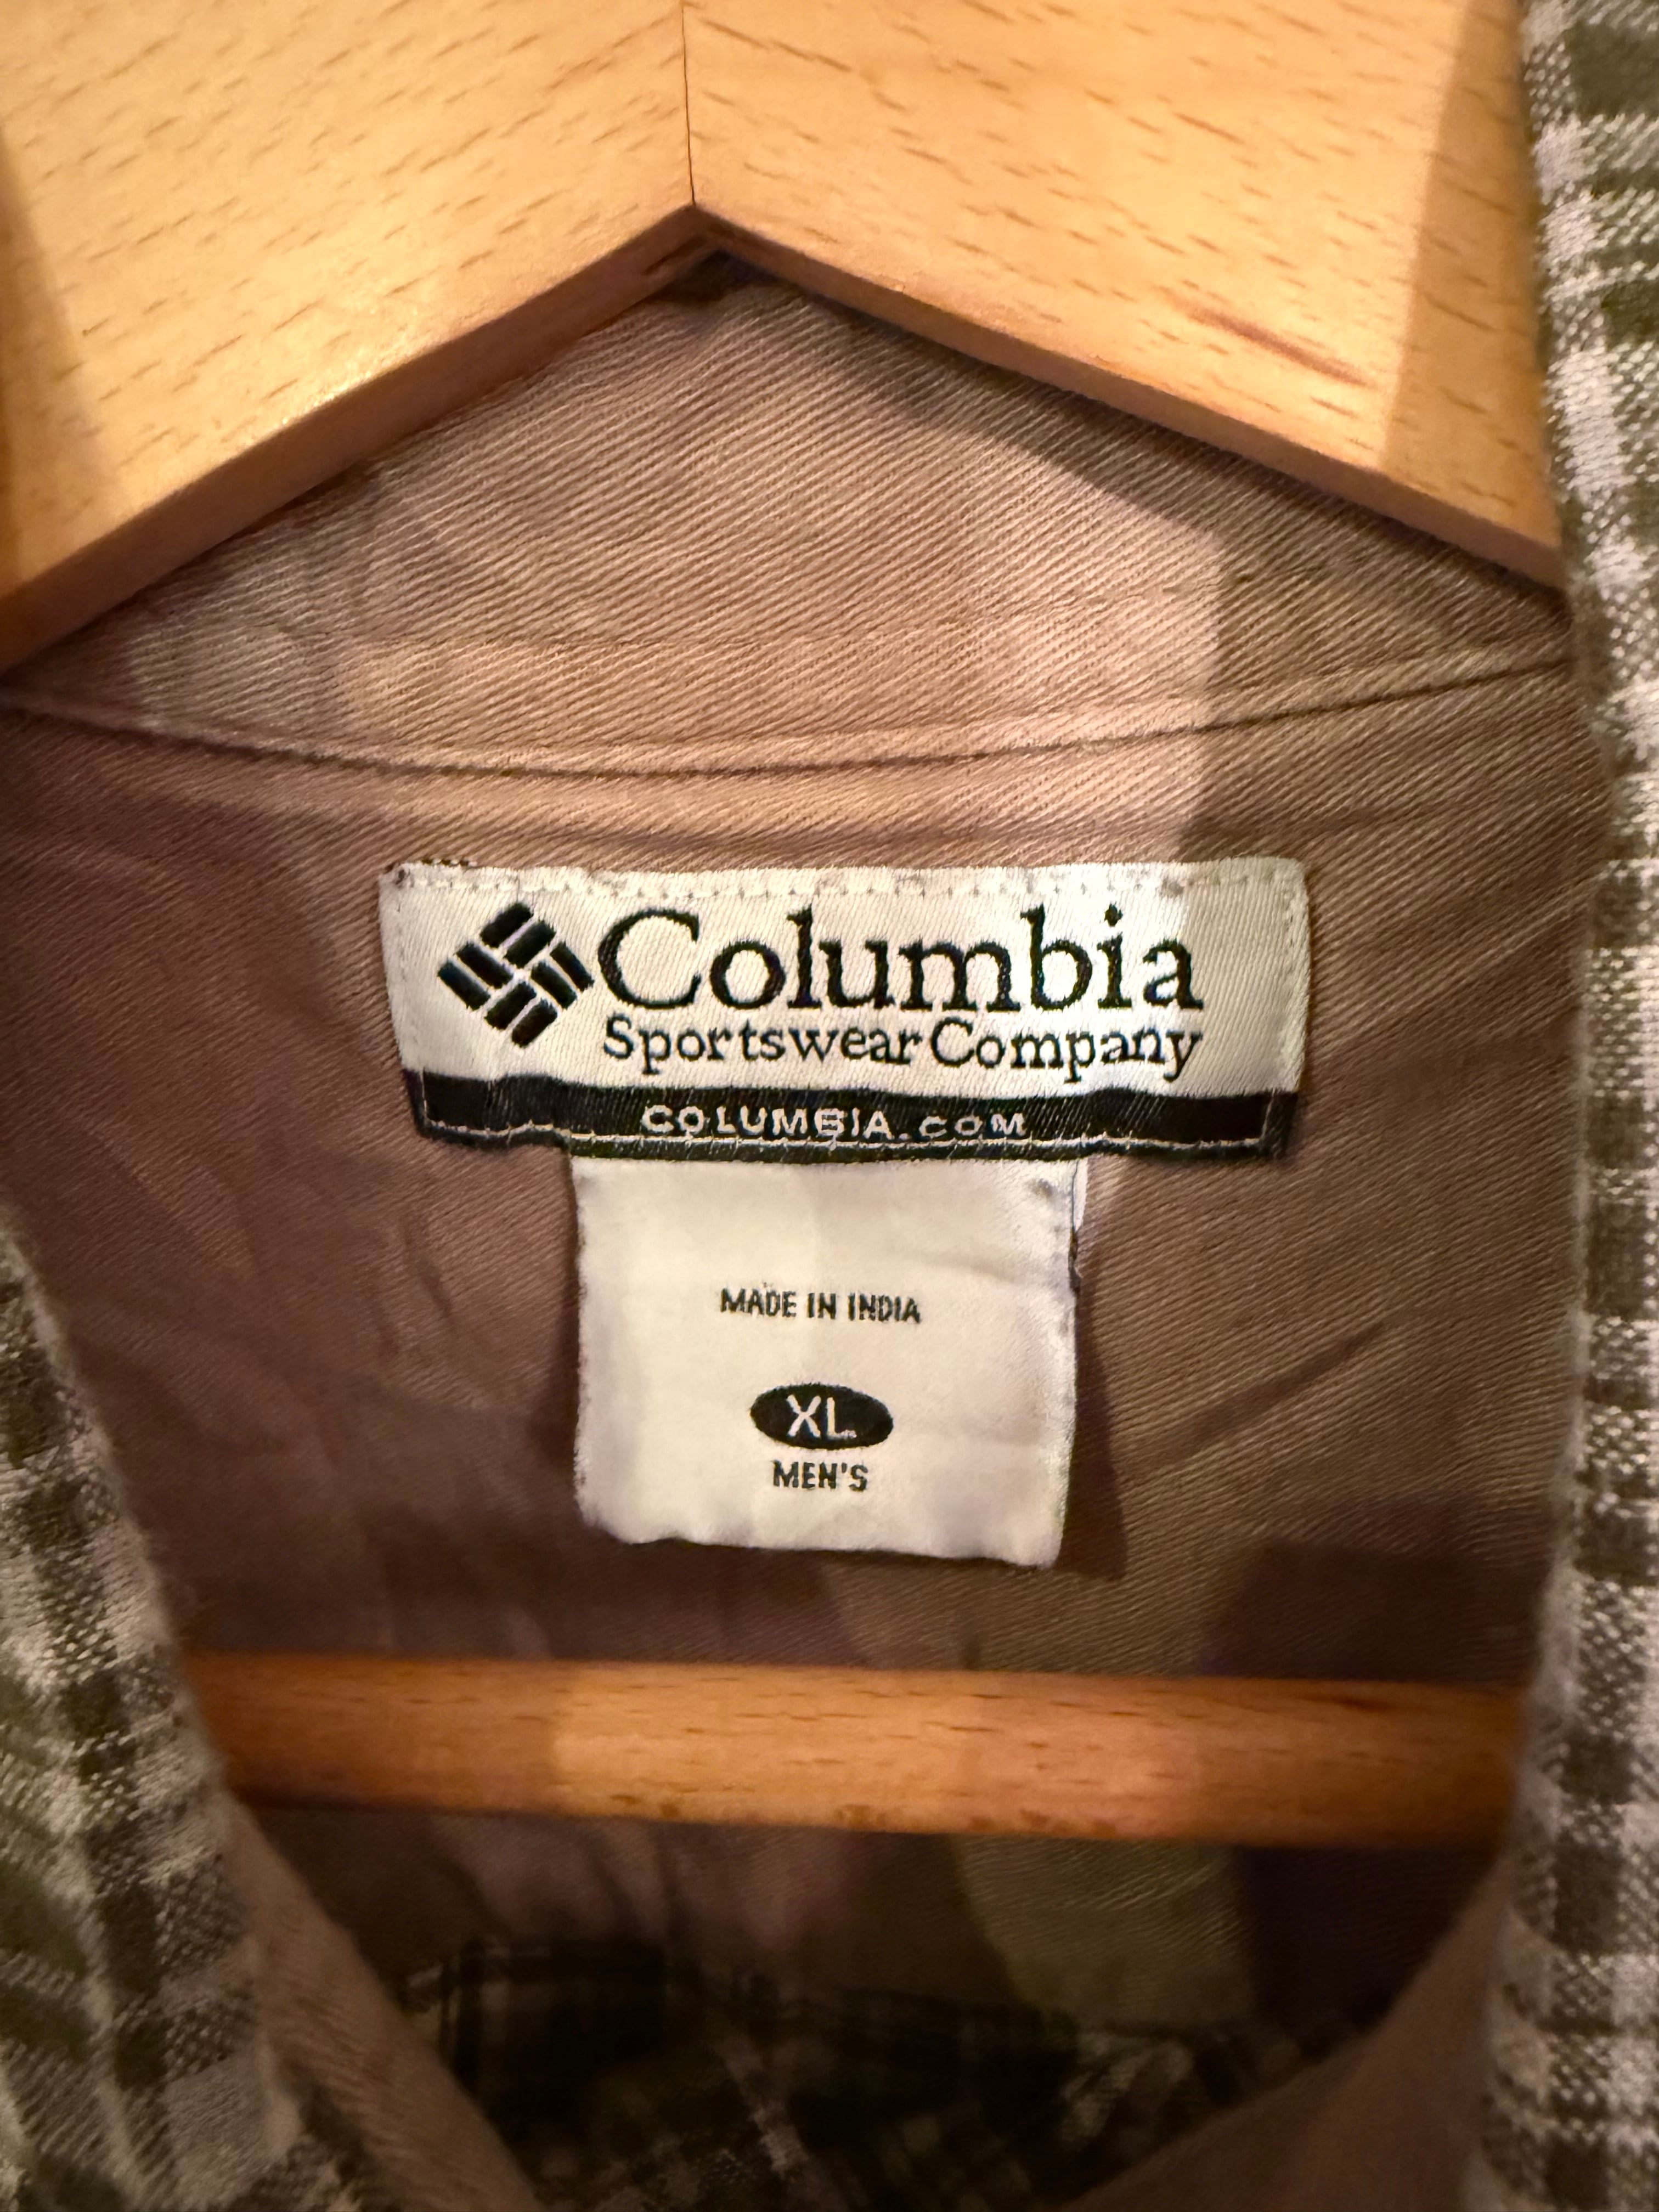 Columbia
Sportswear Company
COLUMBIA.COM
MADE IN INDIA
XL
MEN'S